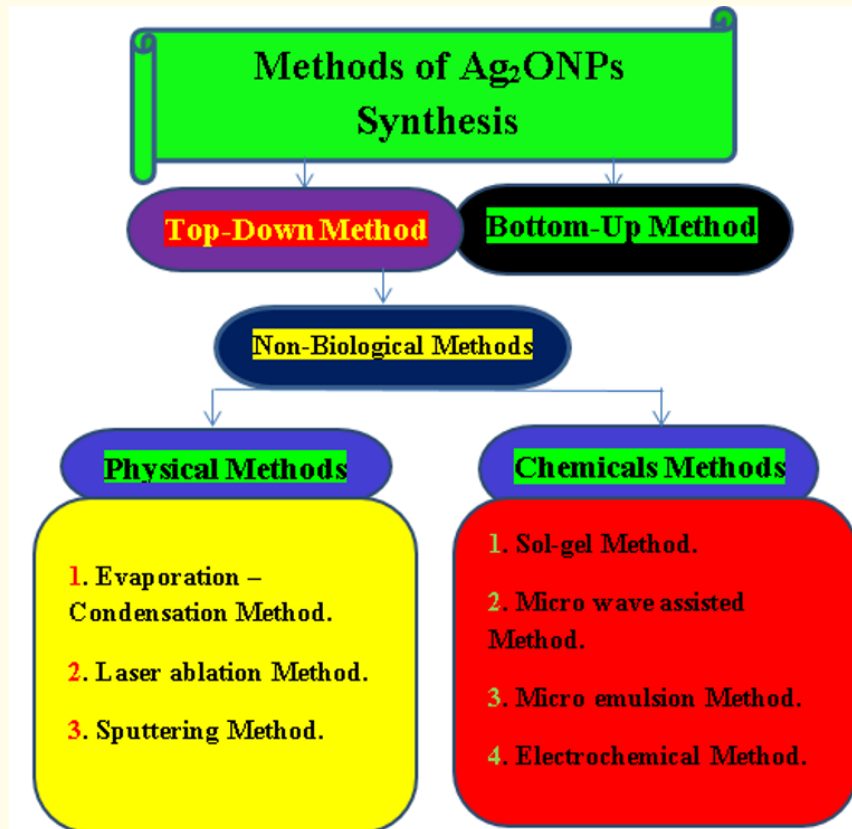 Methods of Ag₂ONPs
Synthesis
Top-Down Method
Bottom-Up Method
Non-Biological Methods
Physical Methods
Chemicals Methods
1. Evaporation –
Condensation Method.
2. Laser ablation Method.
3. Sputtering Method.
1. Sol-gel Method.
2. Micro wave assisted
Method.
3. Micro emulsion Method.
4. Electrochemical Method.